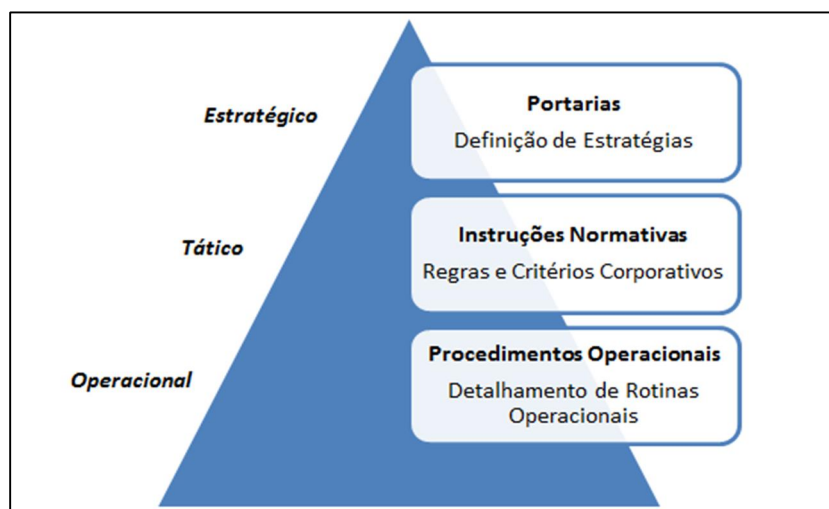 Estratégico
Portarias
Definição de Estratégias
Tático
Instruções Normativas
Regras e Critérios Corporativos
Operacional
Procedimentos Operacionais
Detalhamento de Rotinas
Operacionais